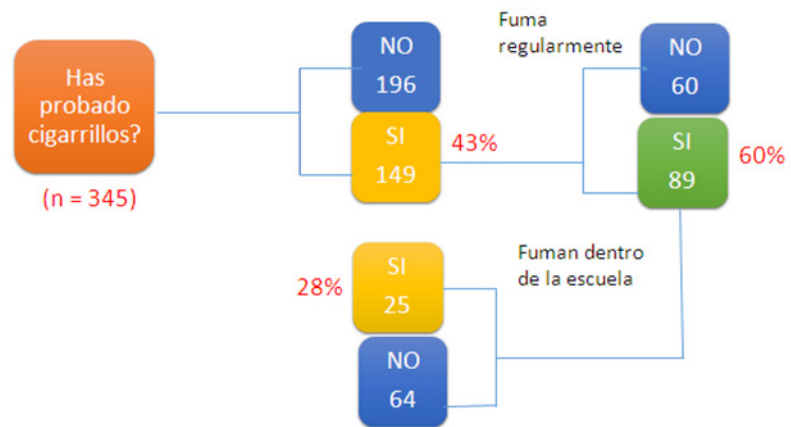 Has
probado
cigarrillos?
(n = 345)
NO
196
SI
149
43%
Fuma
regularmente
NO
60
SI
89
60%
Fuman dentro
de la escuela
28%
SI
25
NO
64